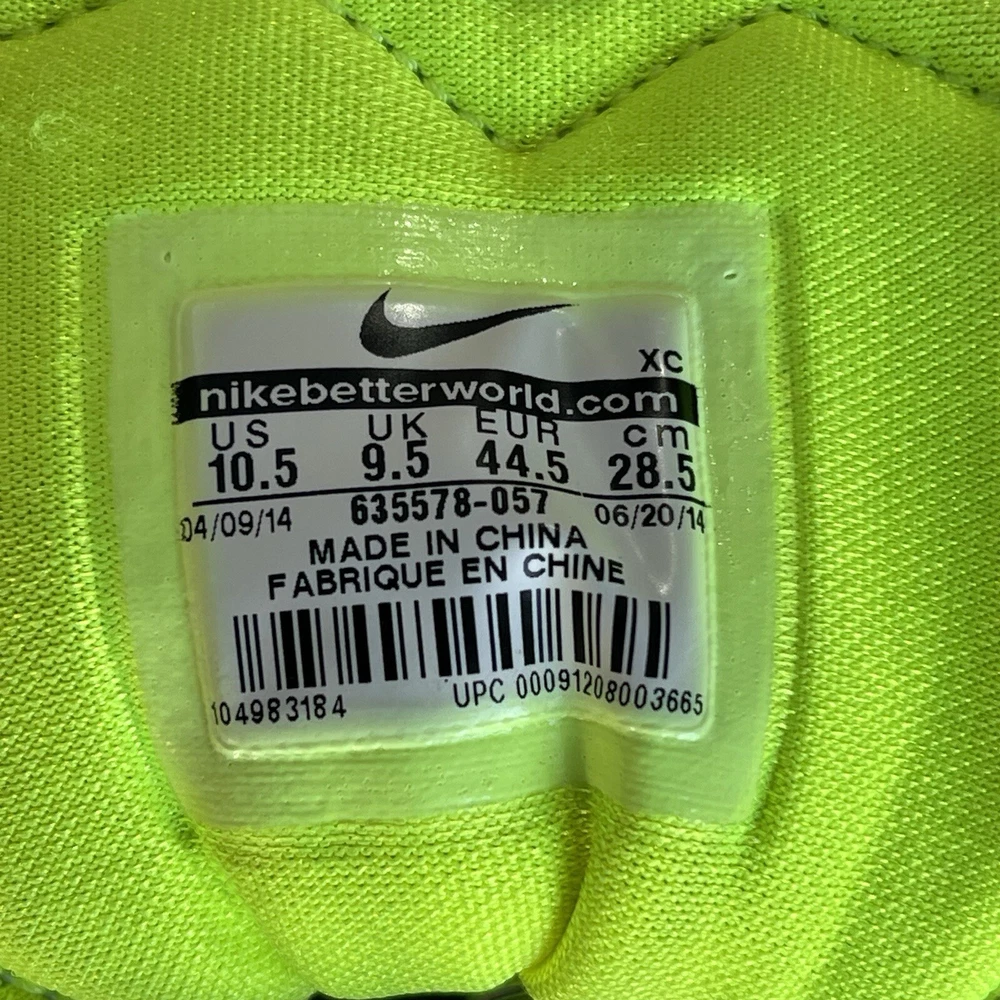 XC
nikebetterworld.com
US UK EUR cm
10.5 9.5 44.5 28.5
04/09/14 635578-057 06/20/14
MADE IN CHINA
FABRIQUE EN CHINE
104983184 UPC 00091208003665